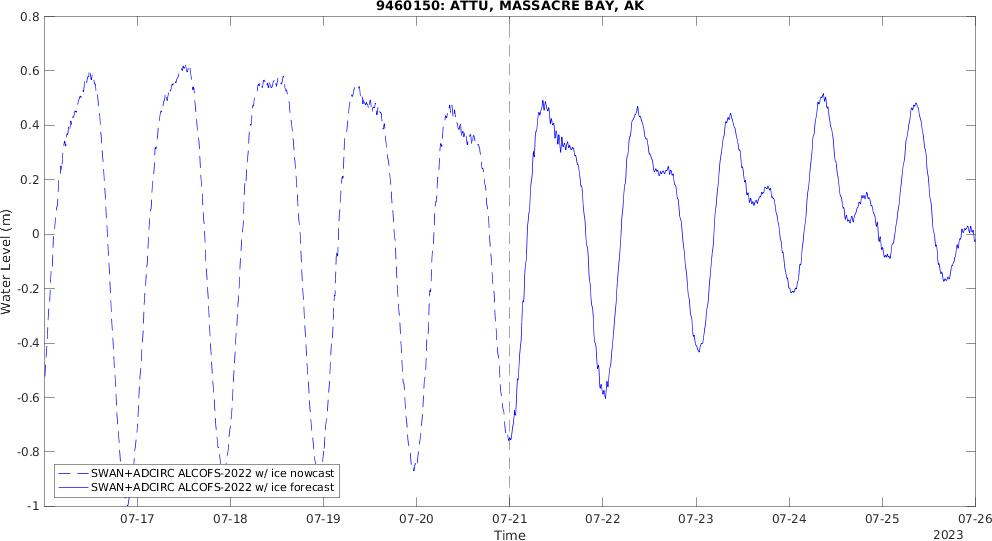 9460150: ATTU, MASSACRE BAY, AK
Water Level (m)
0.8
0.6
0.4
0.2
0
-0.2
-0.4
-0.6
-0.8
-1
SWAN+ADCIRC ALCOFS-2022 w/ ice nowcast
SWAN+ADCIRC ALCOFS-2022 w/ ice forecast
07-17 07-18 07-19 07-20 07-21 07-22 07-23 07-24 07-25 07-26
Time
2023